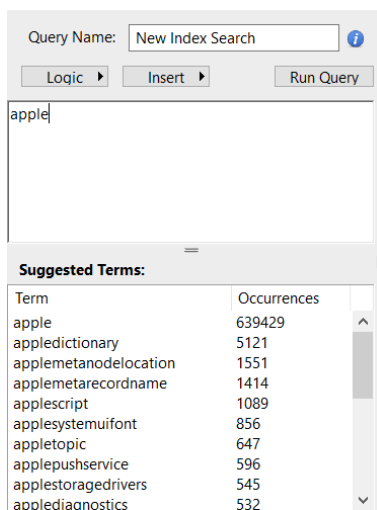 Query Name: New Index Search
Logic Insert Run Query
apple
Suggested Terms:
Term Occurrences
apple 639429
appledictionary 5121
applemetanodelocation 1551
applemetarecordname 1414
applescript 1089
applesystemuifont 856
appletopic 647
applepushservice 596
applestoragedrivers 545
applediagnostics 532